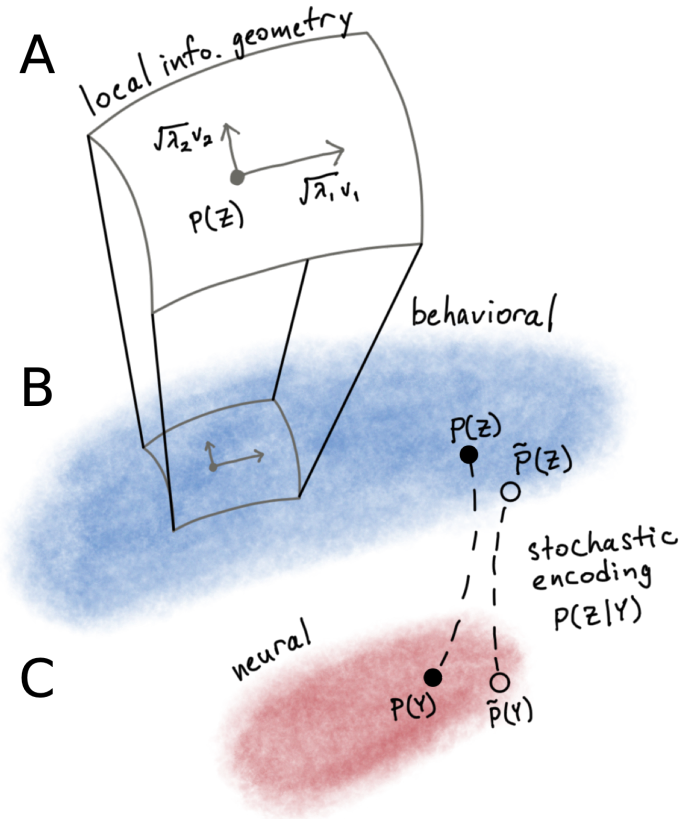 A
local info. geometry
√λ₂ v₂
√λ₁ v₁
P(Z)
behavioral
B
P(Z)
P̃(Z)
stochastic
encoding
P(Z|Y)
neural
C
P(Y)
P̃(Y)